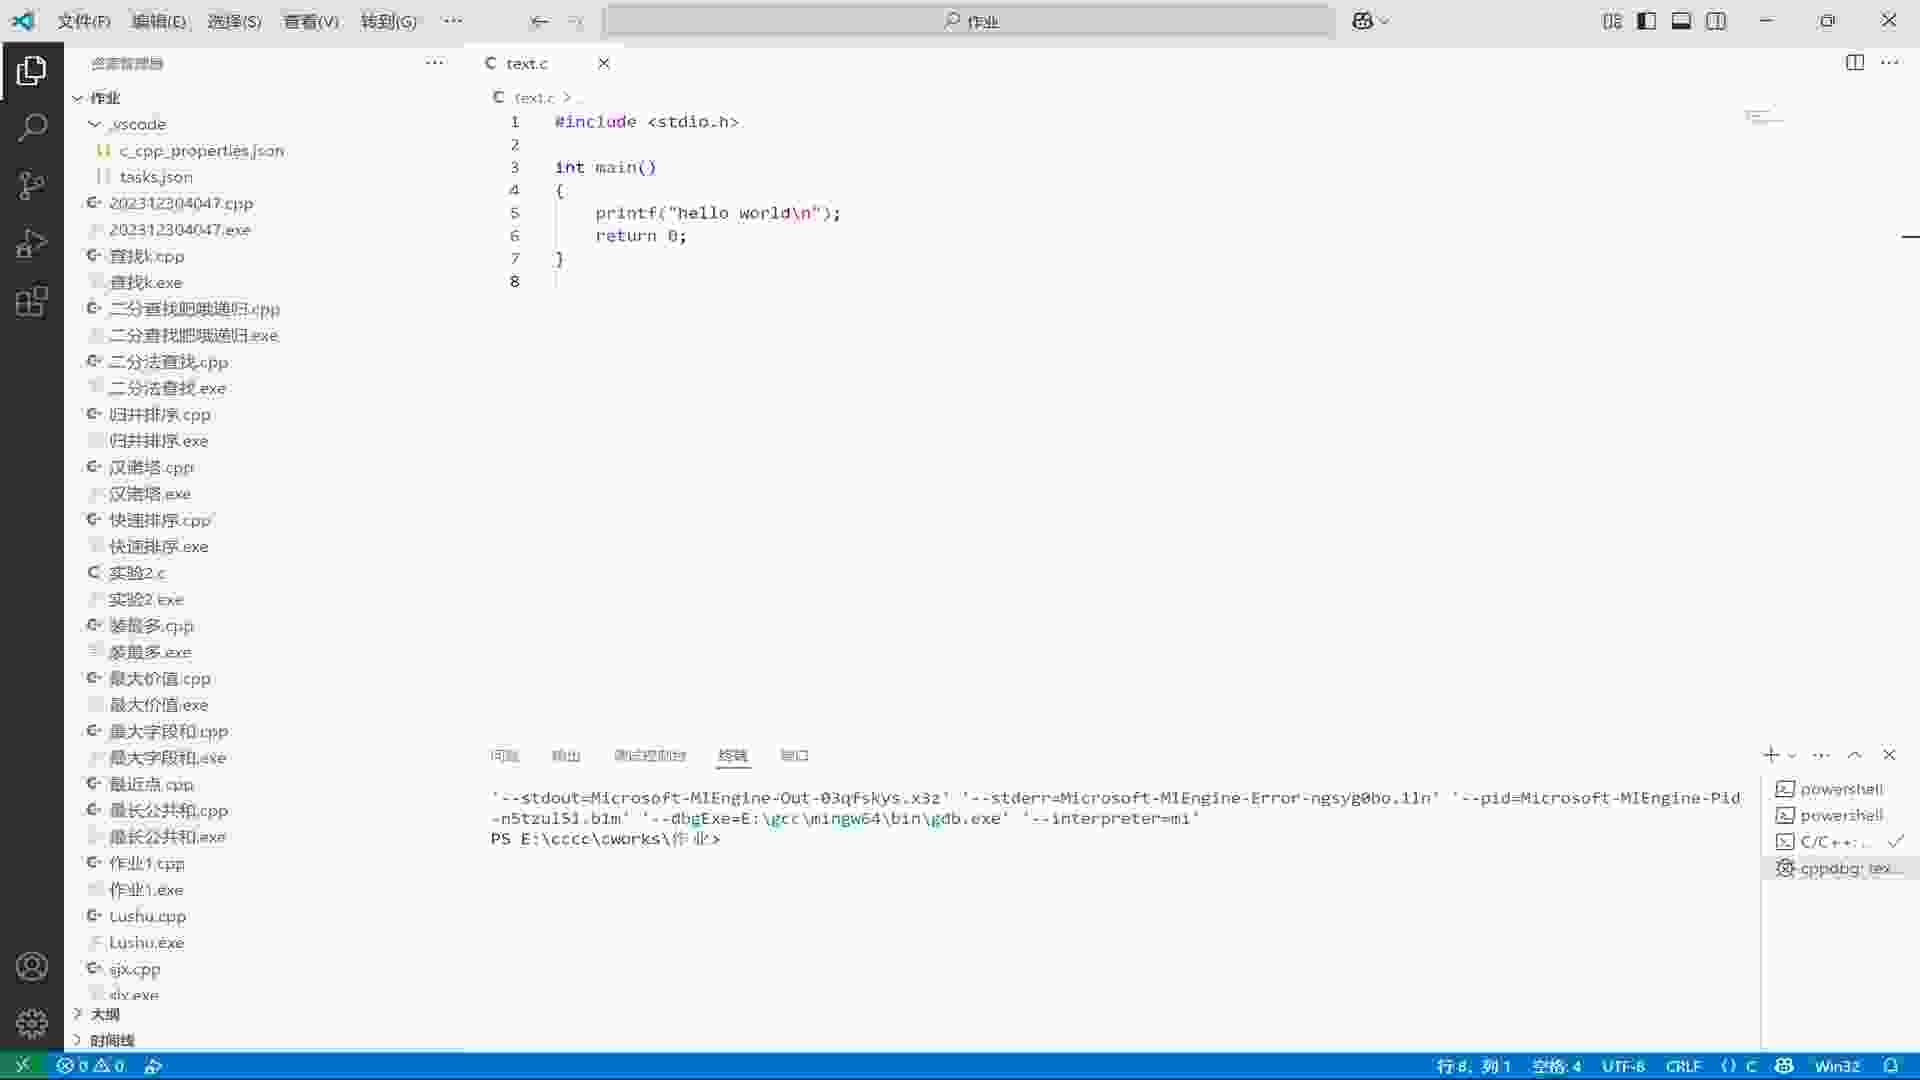 文件(F) 编辑(E) 选择(S) 查看(V) 转到(G) ··· 作业
资源管理器 ···
text.c
text.c > ...
作业
.vscode
c_cpp_properties.json
tasks.json
202312304047.cpp
202312304047.exe
查找k.cpp
查找k.exe
二分查找肥哦递归.cpp
二分查找肥哦递归.exe
二分法查找.cpp
二分法查找.exe
归并排序.cpp
归并排序.exe
汉诺塔.cpp
汉诺塔.exe
快速排序.cpp
快速排序.exe
实验2.c
实验2.exe
装最多.cpp
装最多.exe
最大价值.cpp
最大价值.exe
最大字段和.cpp
最大字段和.exe
最近点.cpp
最长公共和.cpp
最长公共和.exe
作业1.cpp
作业1.exe
Lushu.cpp
Lushu.exe
sjx.cpp
sjx.exe
大纲
时间线
1 #include <stdio.h>
2
3 int main()
4 {
5 printf("hello world\n");
6 return 0;
7 }
8
问题 输出 调试控制台 终端 端口
'--stdout=Microsoft-MIEngine-Out-03qfskys.x3z' '--stderr=Microsoft-MIEngine-Error-ngsyg0bo.1ln' '--pid=Microsoft-MIEngine-Pid
-n5tzul51.b1m' '--dbgExe=E:\gcc\mingw64\bin\gdb.exe' '--interpreter=mi'
PS E:\cccc\cworks\作业>
powershell
powershell
C/C++: ...
cppdbg: tex...
0 0 行 8，列 1 空格: 4 UTF-8 CRLF {} C Win32